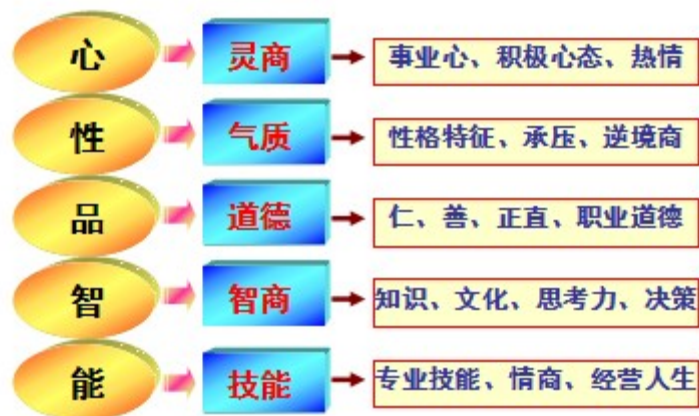 心 灵商 事业心、积极心态、热情
性 气质 性格特征、承压、逆境商
品 道德 仁、善、正直、职业道德
智 智商 知识、文化、思考力、决策
能 技能 专业技能、情商、经营人生